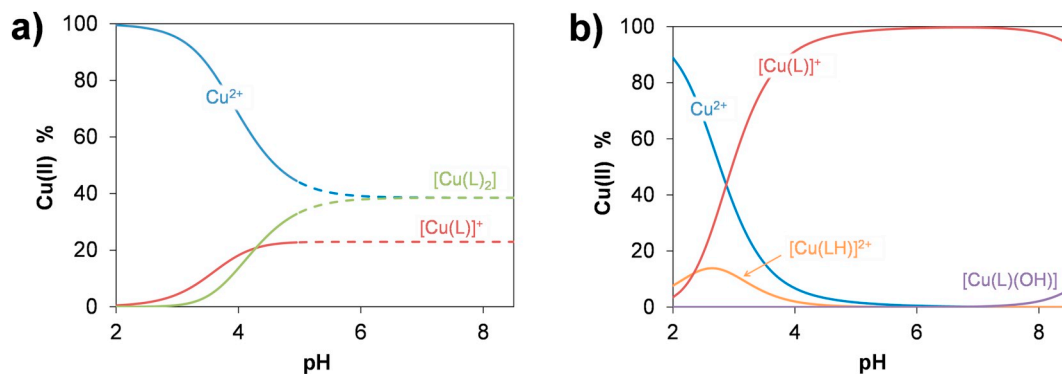 a)
Cu(II) %
100
80
60
40
20
0
Cu²⁺
[Cu(L)₂]
[Cu(L)]⁺
2 4 6 8
pH
b)
Cu(II) %
100
80
60
40
20
0
[Cu(L)]⁺
Cu²⁺
[Cu(LH)]²⁺
[Cu(L)(OH)]
2 4 6 8
pH